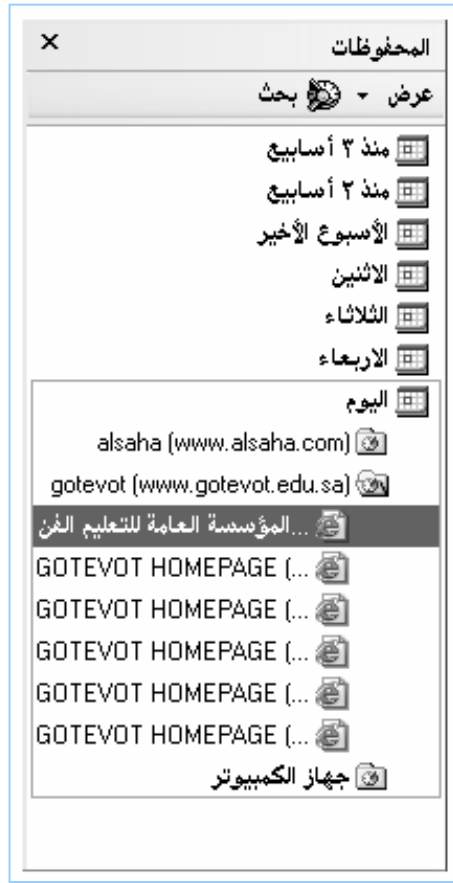 المحفوظات ×
عرض بحث
منذ ٣ أسابيع
منذ ٢ أسابيع
الأسبوع الأخير
الاثنين
الثلاثاء
الاربعاء
اليوم
alsaha (www.alsaha.com)
gotevot (www.gotevot.edu.sa)
المؤسسة العامة للتعليم الفن...
GOTEVOT HOMEPAGE (...
GOTEVOT HOMEPAGE (...
GOTEVOT HOMEPAGE (...
GOTEVOT HOMEPAGE (...
GOTEVOT HOMEPAGE (...
جهاز الكمبيوتر